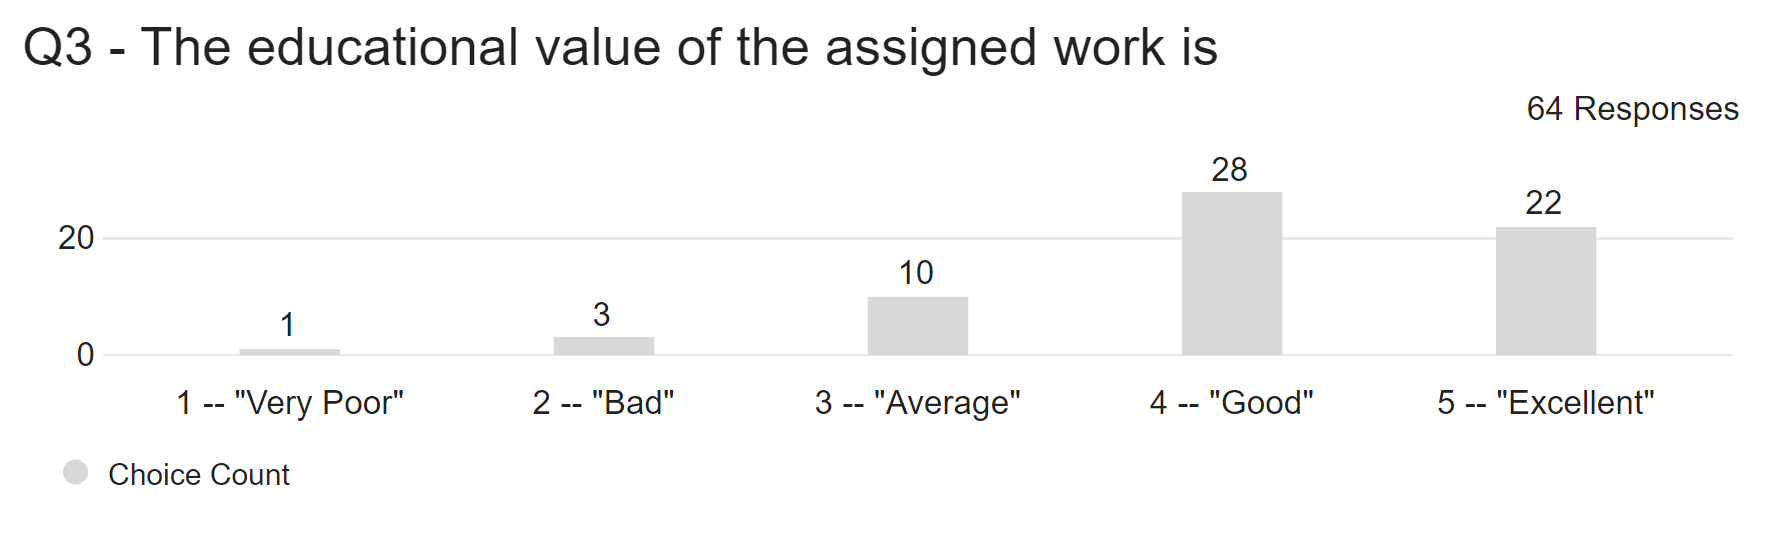 Q3 - The educational value of the assigned work is
64 Responses
28
22
20
10
3
1
0
1 -- "Very Poor" 2 -- "Bad" 3 -- "Average" 4 -- "Good" 5 -- "Excellent"
Choice Count